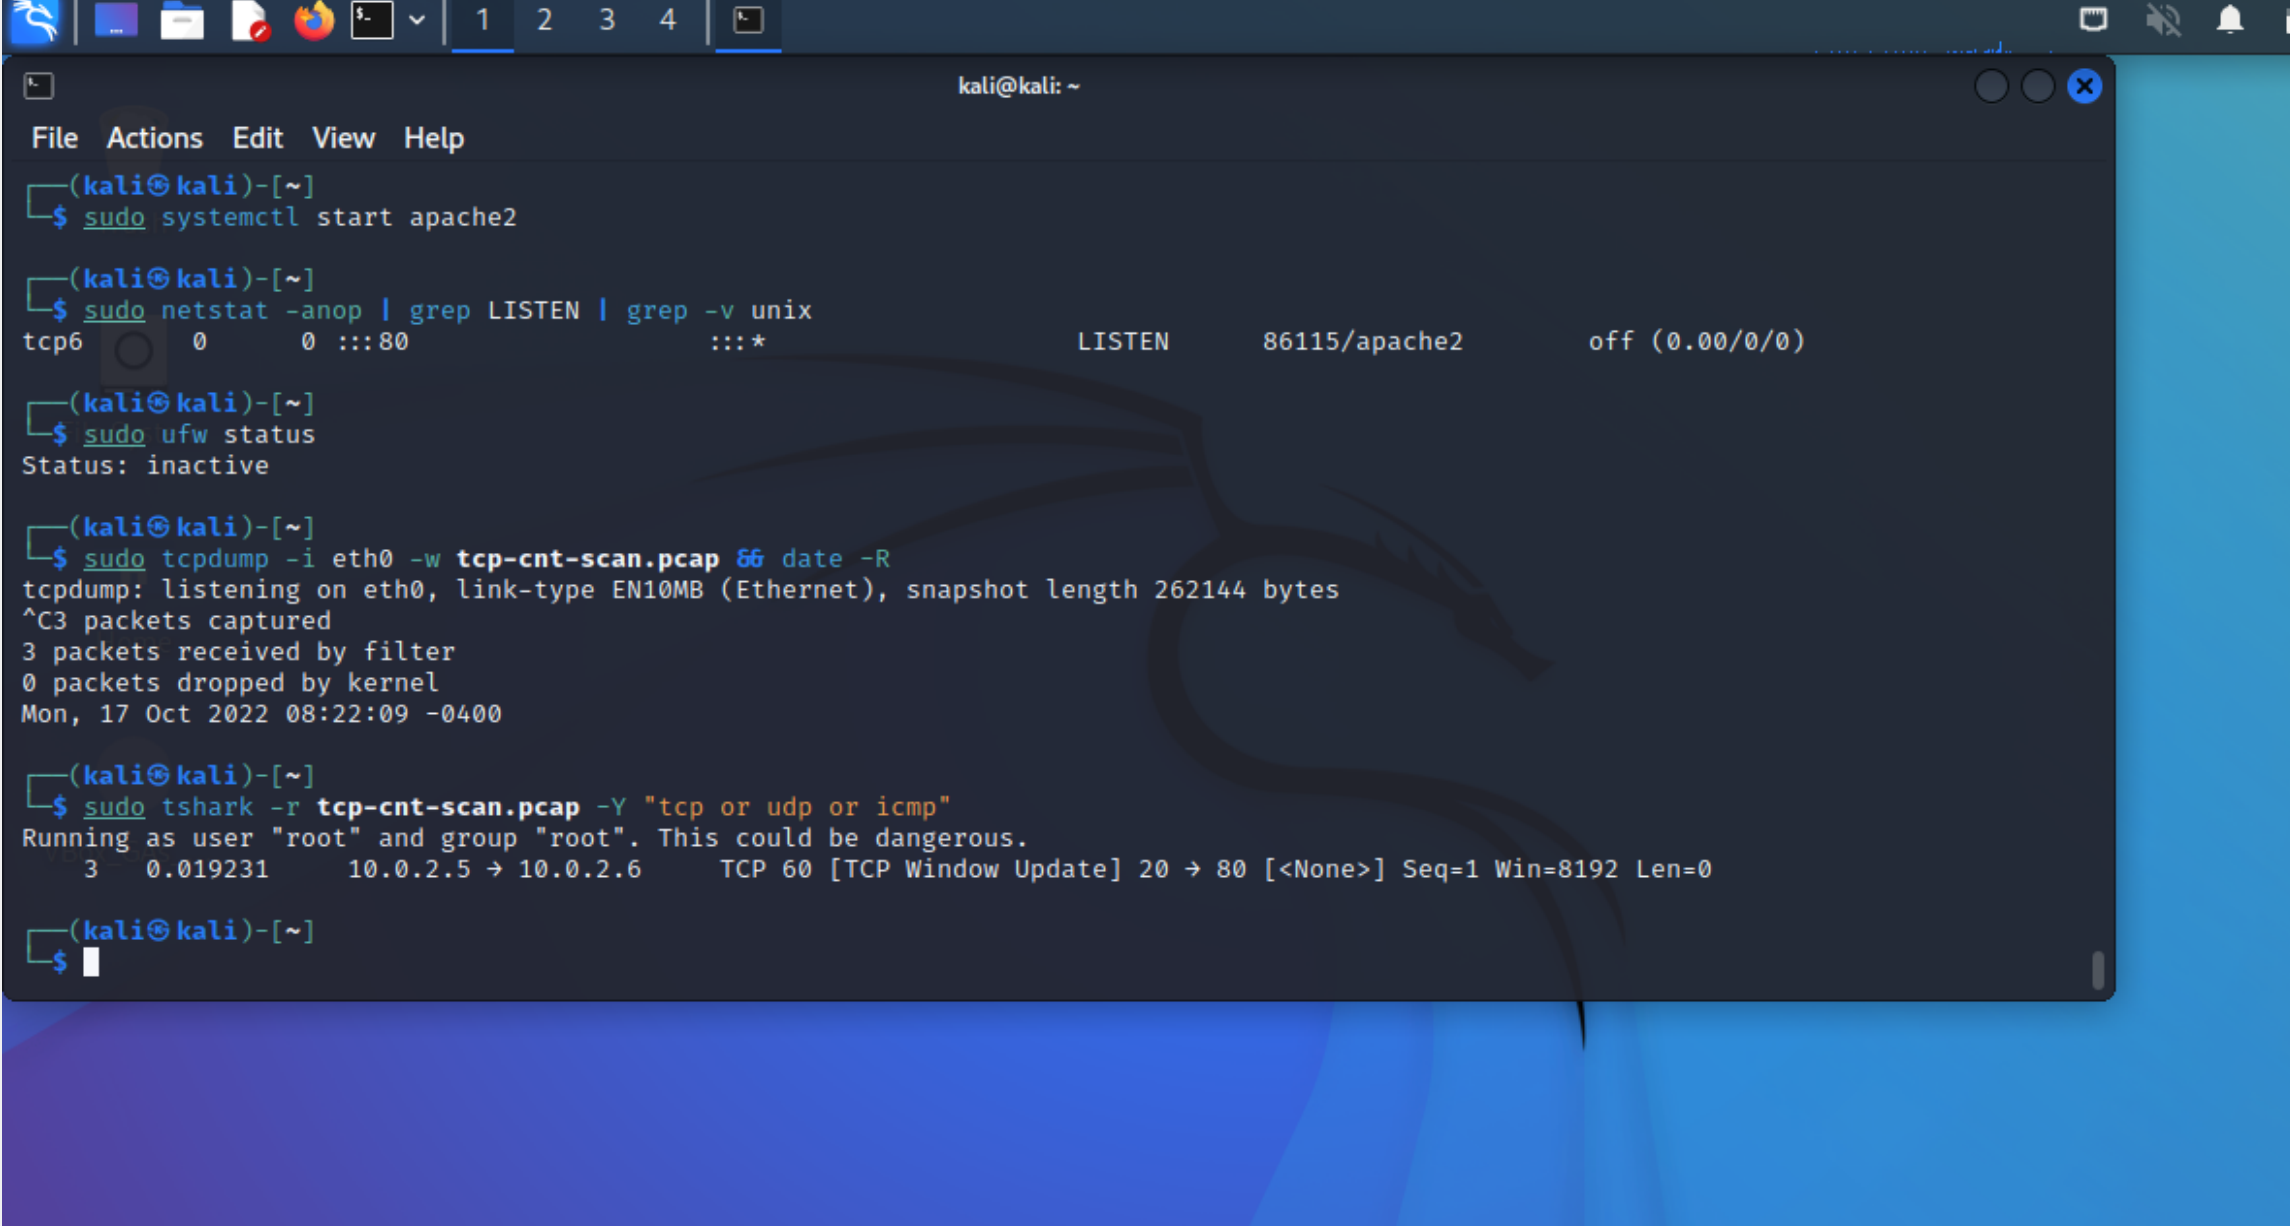 1 2 3 4
kali@kali: ~
File Actions Edit View Help
┌──(kali㉿kali)-[~]
└─$ sudo systemctl start apache2
┌──(kali㉿kali)-[~]
└─$ sudo netstat -anop | grep LISTEN | grep -v unix
tcp6 0 0 :::80 :::* LISTEN 86115/apache2 off (0.00/0/0)
┌──(kali㉿kali)-[~]
└─$ sudo ufw status
Status: inactive
┌──(kali㉿kali)-[~]
└─$ sudo tcpdump -i eth0 -w tcp-cnt-scan.pcap && date -R
tcpdump: listening on eth0, link-type EN10MB (Ethernet), snapshot length 262144 bytes
^C3 packets captured
3 packets received by filter
0 packets dropped by kernel
Mon, 17 Oct 2022 08:22:09 -0400
┌──(kali㉿kali)-[~]
└─$ sudo tshark -r tcp-cnt-scan.pcap -Y "tcp or udp or icmp"
Running as user "root" and group "root". This could be dangerous.
3 0.019231 10.0.2.5 → 10.0.2.6 TCP 60 [TCP Window Update] 20 → 80 [<None>] Seq=1 Win=8192 Len=0
┌──(kali㉿kali)-[~]
└─$